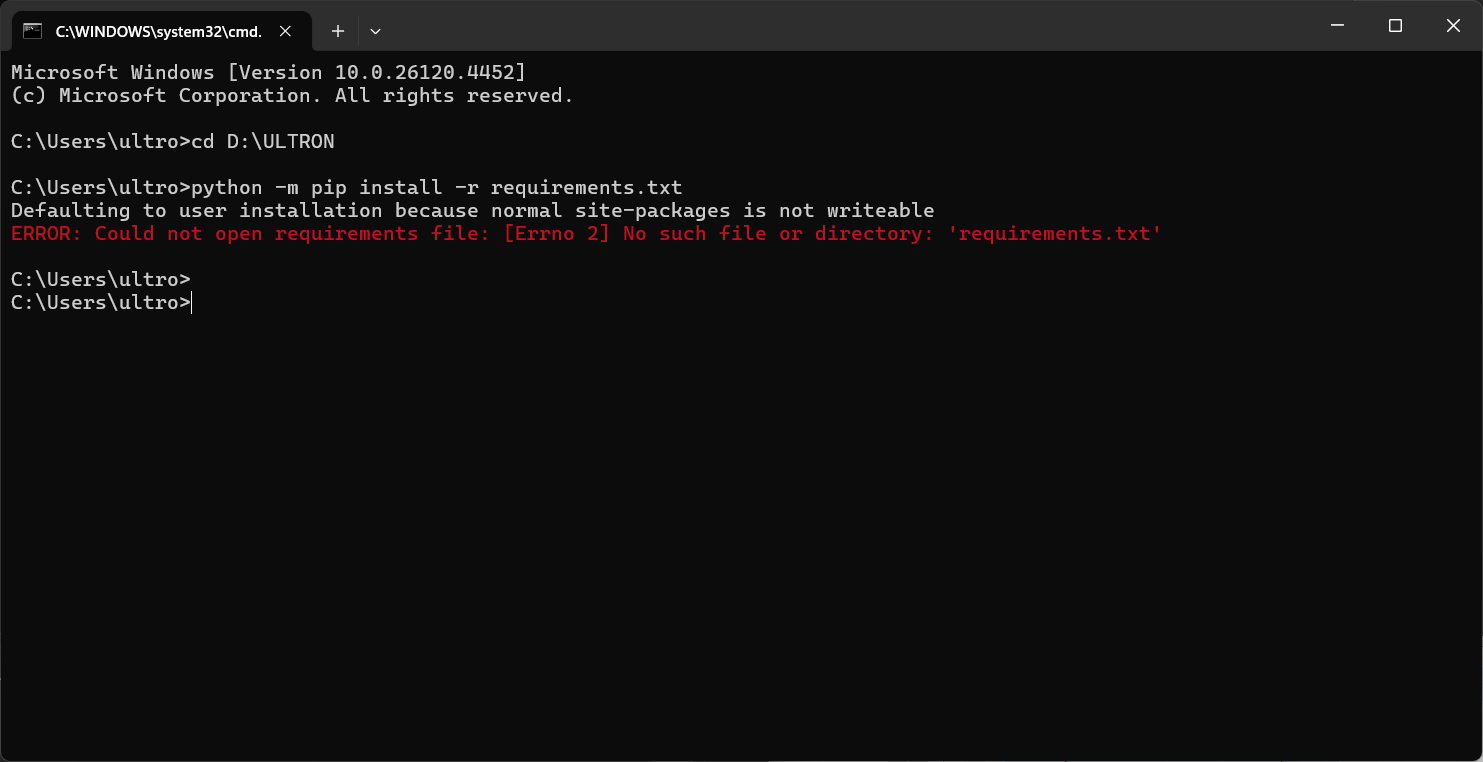 C:\WINDOWS\system32\cmd.
Microsoft Windows [Version 10.0.26120.4452]
(c) Microsoft Corporation. All rights reserved.
C:\Users\ultro>cd D:\ULTRON
C:\Users\ultro>python -m pip install -r requirements.txt
Defaulting to user installation because normal site-packages is not writeable
ERROR: Could not open requirements file: [Errno 2] No such file or directory: 'requirements.txt'
C:\Users\ultro>
C:\Users\ultro>